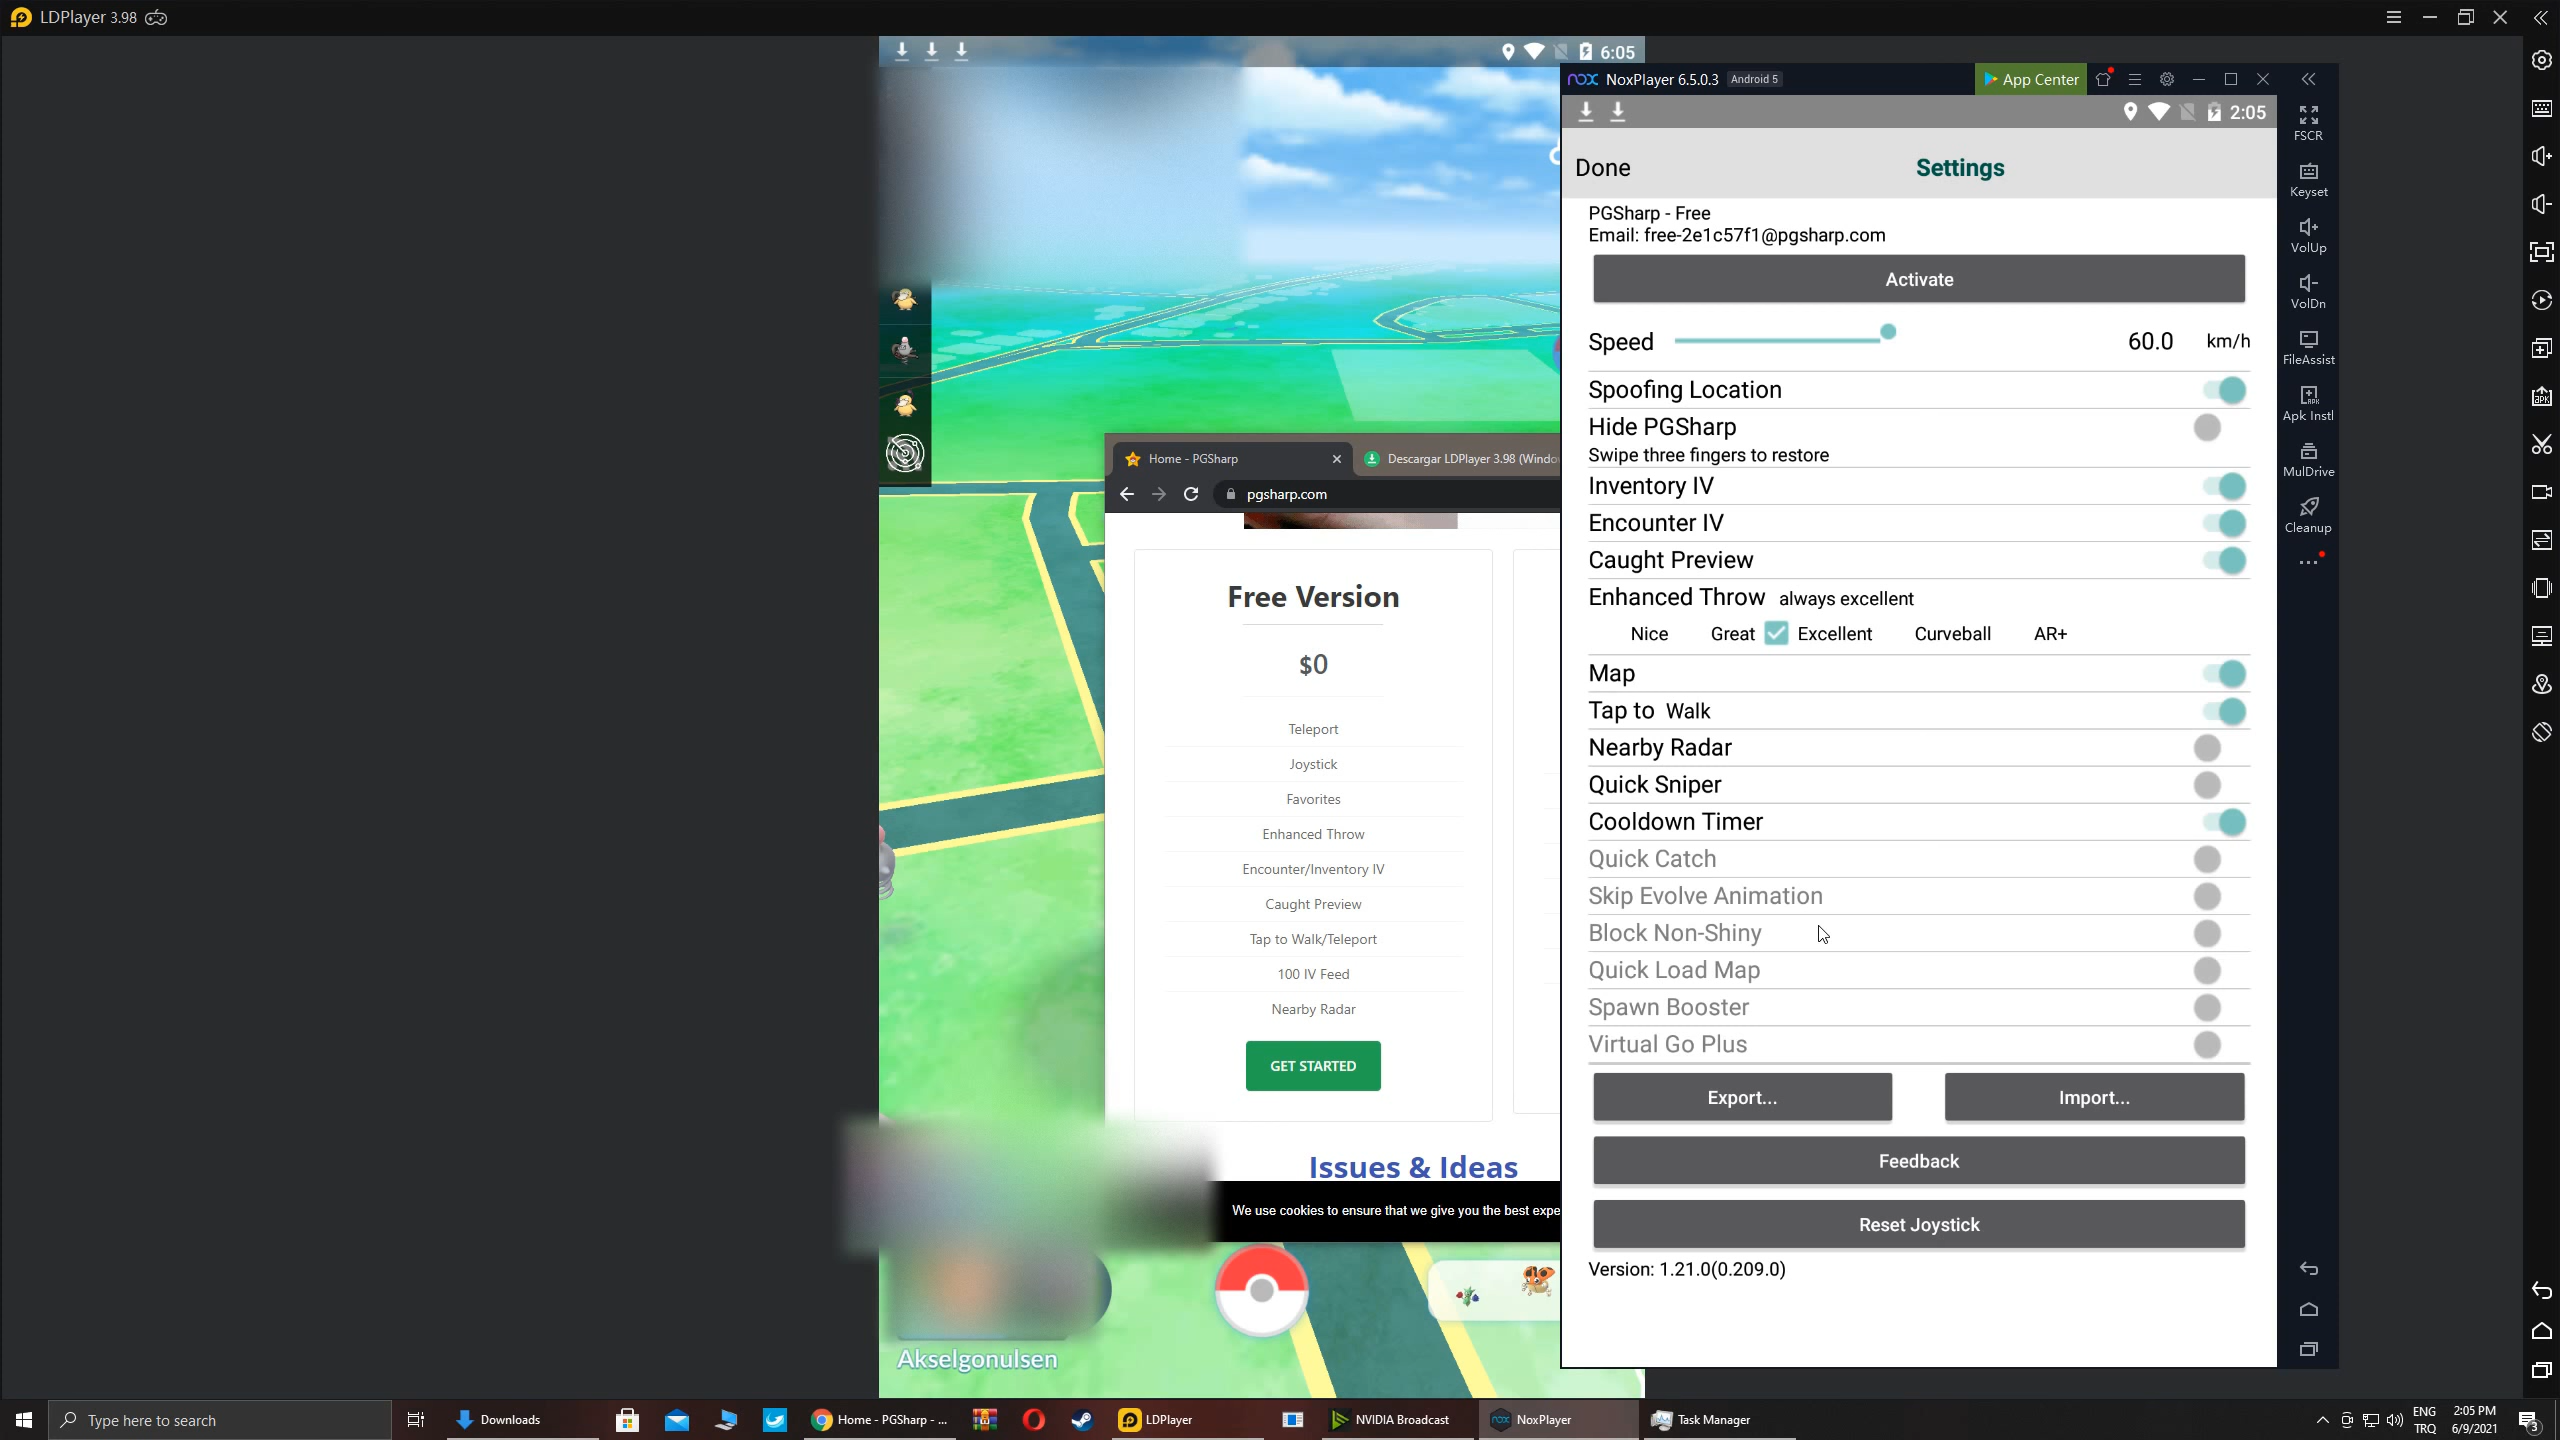 LDPlayer 3.98
6:05
NoxPlayer 6.5.0.3 Android 5
App Center
2:05
FSCR
Keyset
VolUp
VolDn
FileAssist
Apk Instl
MulDrive
Cleanup
Done
Settings
PGSharp - Free
Email: free-2e1c57f1@pgsharp.com
Activate
Speed 60.0 km/h
Spoofing Location
Hide PGSharp
Swipe three fingers to restore
Inventory IV
Encounter IV
Caught Preview
Enhanced Throw always excellent
Nice Great Excellent Curveball AR+
Map
Tap to Walk
Nearby Radar
Quick Sniper
Cooldown Timer
Quick Catch
Skip Evolve Animation
Block Non-Shiny
Quick Load Map
Spawn Booster
Virtual Go Plus
Export...
Import...
Feedback
Reset Joystick
Version: 1.21.0(0.209.0)
Home - PGSharp
Descargar LDPlayer 3.98 (Windo
pgsharp.com
Free Version
$0
Teleport
Joystick
Favorites
Enhanced Throw
Encounter/Inventory IV
Caught Preview
Tap to Walk/Teleport
100 IV Feed
Nearby Radar
GET STARTED
Issues & Ideas
We use cookies to ensure that we give you the best expe
Akselgonulsen
Type here to search
Downloads
Home - PGSharp - ...
LDPlayer
NVIDIA Broadcast
NoxPlayer
Task Manager
ENG
TRQ
2:05 PM
6/9/2021
3